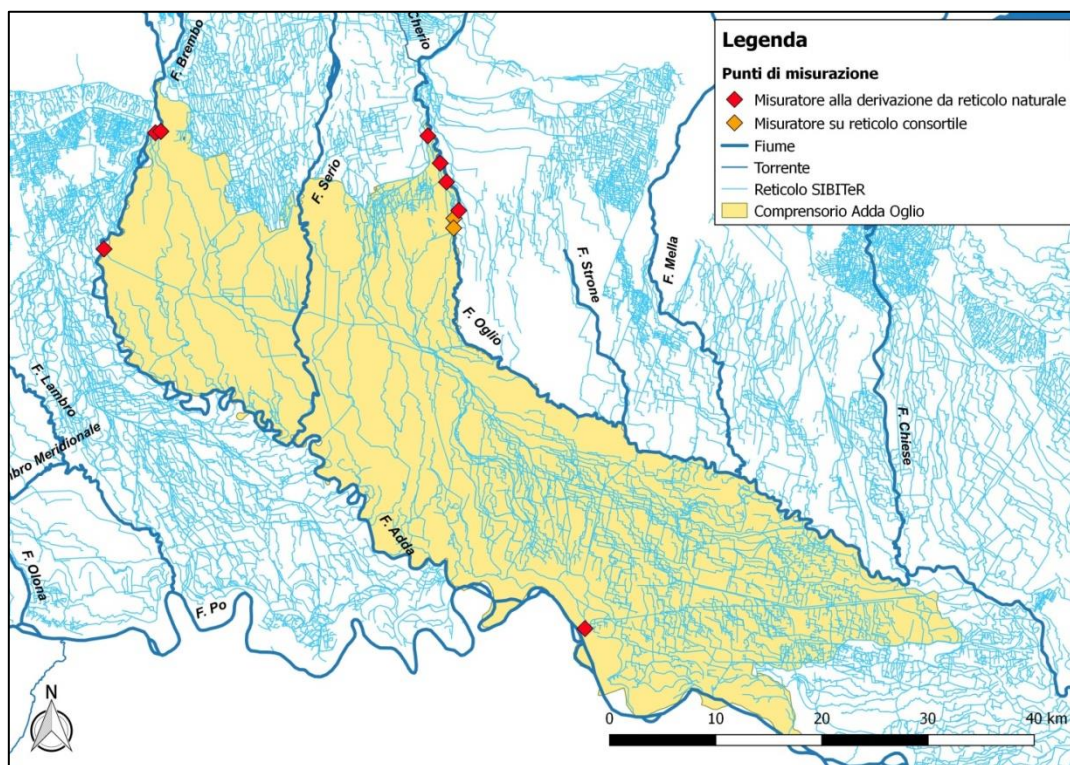 F. Brembo
Cherio
Legenda
Punti di misurazione
Misuratore alla derivazione da reticolo naturale
Misuratore su reticolo consortile
Fiume
Torrente
Reticolo SIBITeR
Comprensorio Adda Oglio
F. Serio
F. Strone
F. Mella
F. Oglio
F. Lambro
mbro Meridionale
F. Chiese
F. Adda
F. Olona
F. Po
N
0 10 20 30 40 km